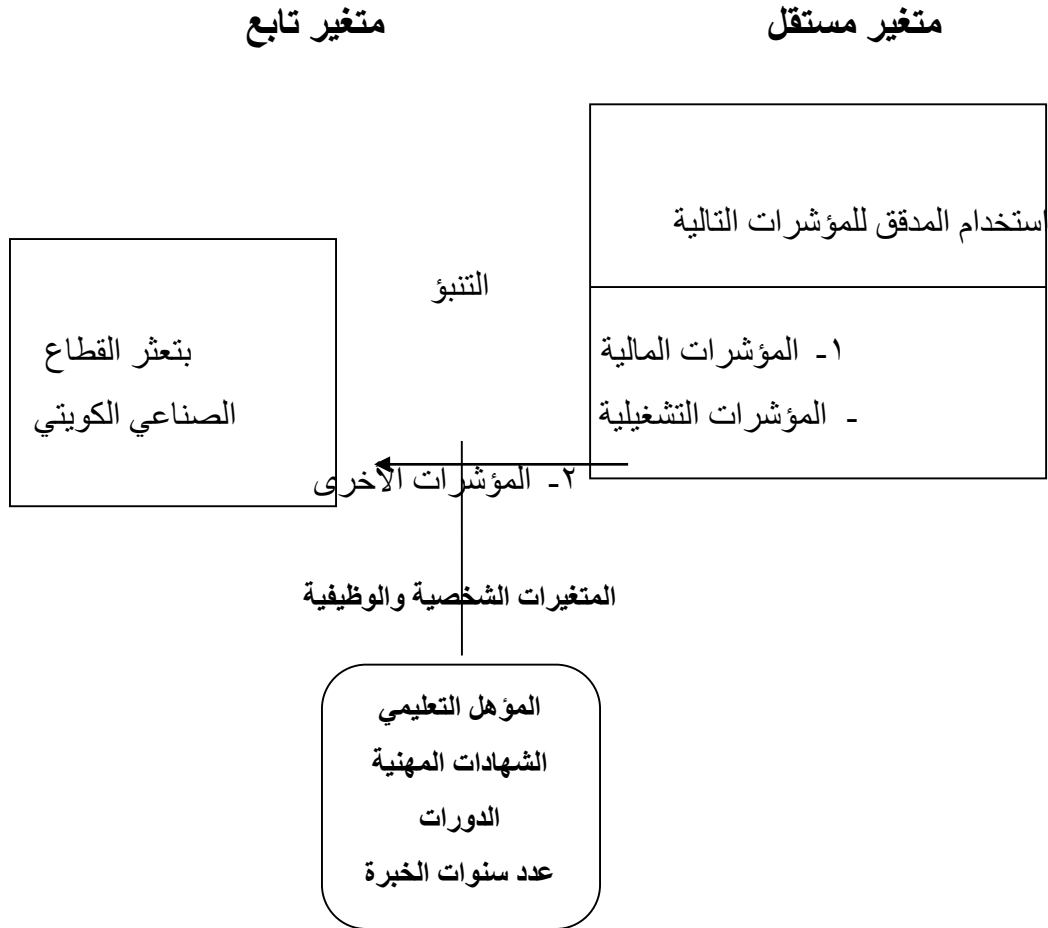 متغير مستقل
متغير تابع
استخدام المدقق للمؤشرات التالية
التنبؤ
١- المؤشرات المالية
بتعثر القطاع
- المؤشرات التشغيلية
الصناعي الكويتي
٢- المؤشرات الأخرى
المتغيرات الشخصية والوظيفية
المؤهل التعليمي
الشهادات المهنية
الدورات
عدد سنوات الخبرة